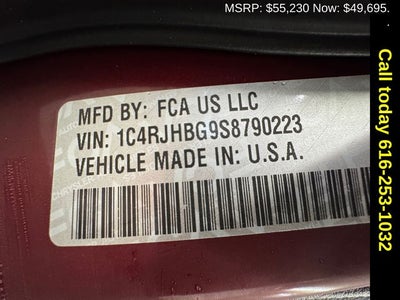 MSRP: $55,230 Now: $49,695.
MFD BY: FCA US LLC
VIN: 1C4RJHBG9S8790223
VEHICLE MADE IN: U.S.A.
Call today 616-253-1032